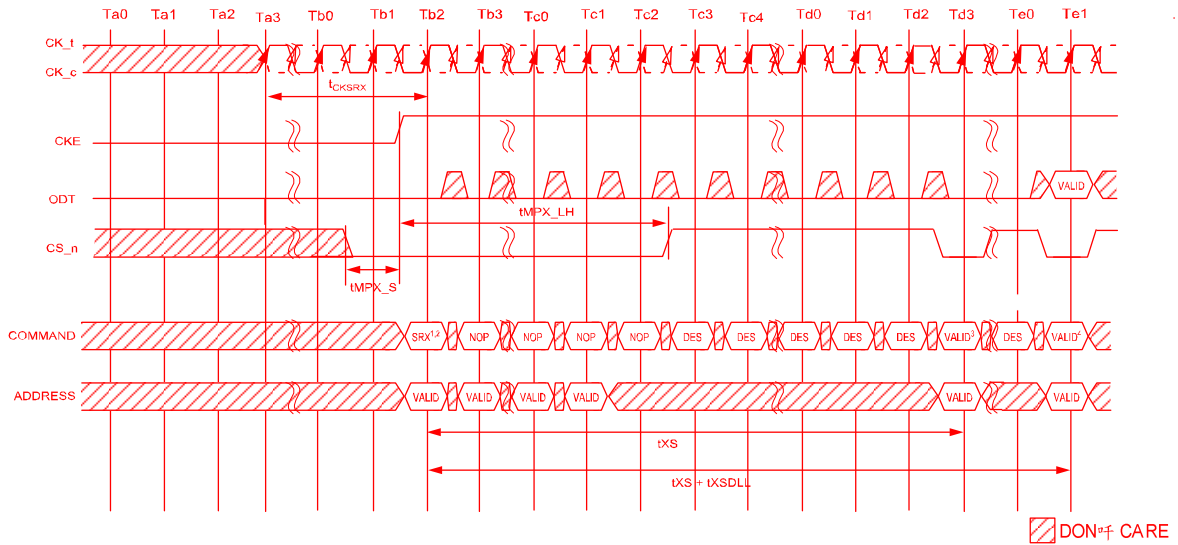 Ta0 Ta1 Ta2 Ta3 Tb0 Tb1 Tb2 Tb3 Tc0 Tc1 Tc2 Tc3 Tc4 Td0 Td1 Td2 Td3 Te0 Te1
CK_t
CK_c
tCKSRX
CKE
ODT VALID
tMPX_LH
CS_n
tMPX_S
COMMAND SRX1,2 NOP NOP NOP NOP DES DES DES DES DES VALID3 DES VALID4
ADDRESS VALID VALID VALID VALID VALID VALID
tXS
tXS + tXSDLL
DON吁 CARE